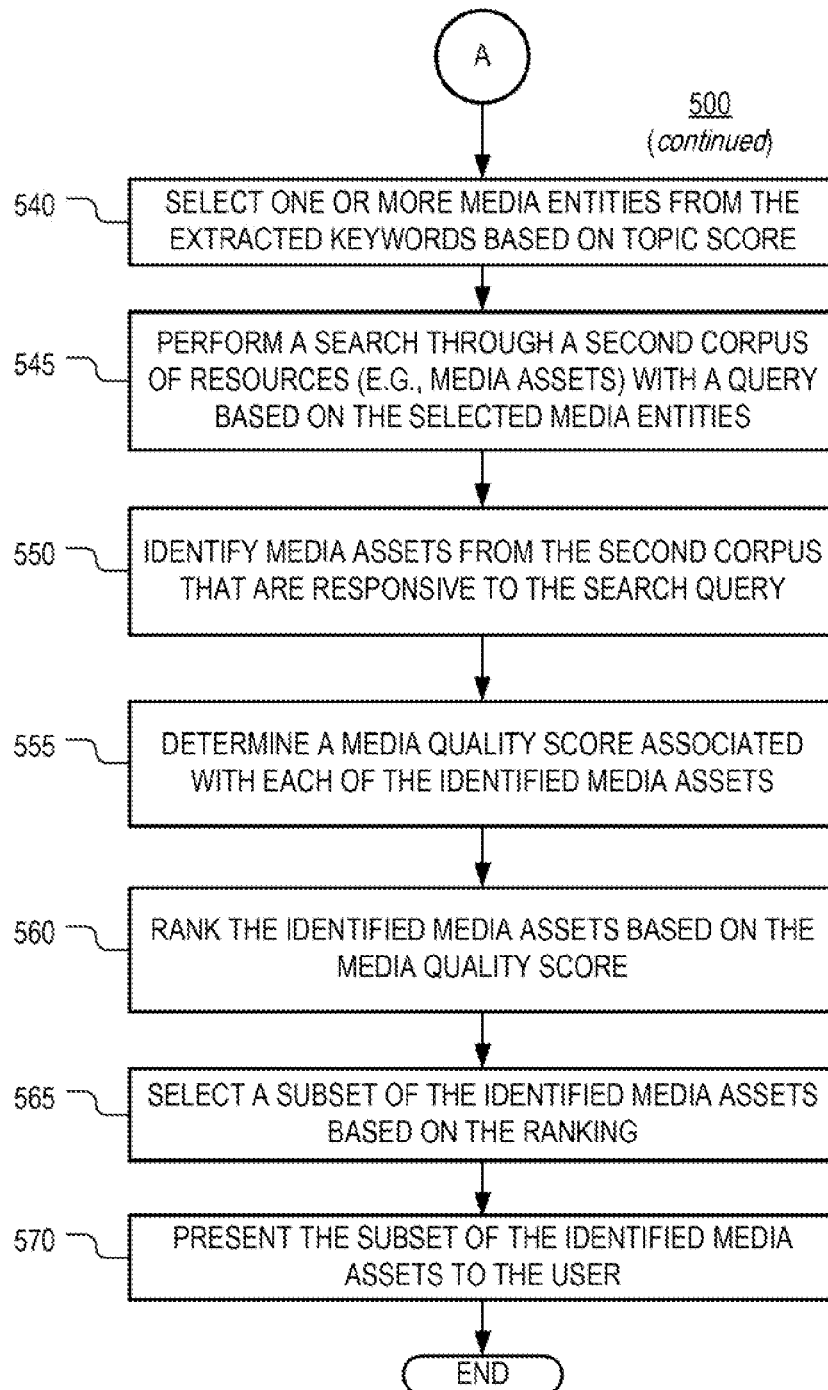 A
500
(continued)
540
SELECT ONE OR MORE MEDIA ENTITIES FROM THE
EXTRACTED KEYWORDS BASED ON TOPIC SCORE
545
PERFORM A SEARCH THROUGH A SECOND CORPUS
OF RESOURCES (E.G., MEDIA ASSETS) WITH A QUERY
BASED ON THE SELECTED MEDIA ENTITIES
550
IDENTIFY MEDIA ASSETS FROM THE SECOND CORPUS
THAT ARE RESPONSIVE TO THE SEARCH QUERY
555
DETERMINE A MEDIA QUALITY SCORE ASSOCIATED
WITH EACH OF THE IDENTIFIED MEDIA ASSETS
560
RANK THE IDENTIFIED MEDIA ASSETS BASED ON THE
MEDIA QUALITY SCORE
565
SELECT A SUBSET OF THE IDENTIFIED MEDIA ASSETS
BASED ON THE RANKING
570
PRESENT THE SUBSET OF THE IDENTIFIED MEDIA
ASSETS TO THE USER
END